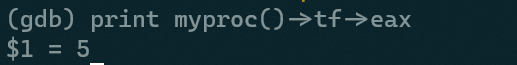 (gdb) print myproc()->tf->eax
$1 = 5